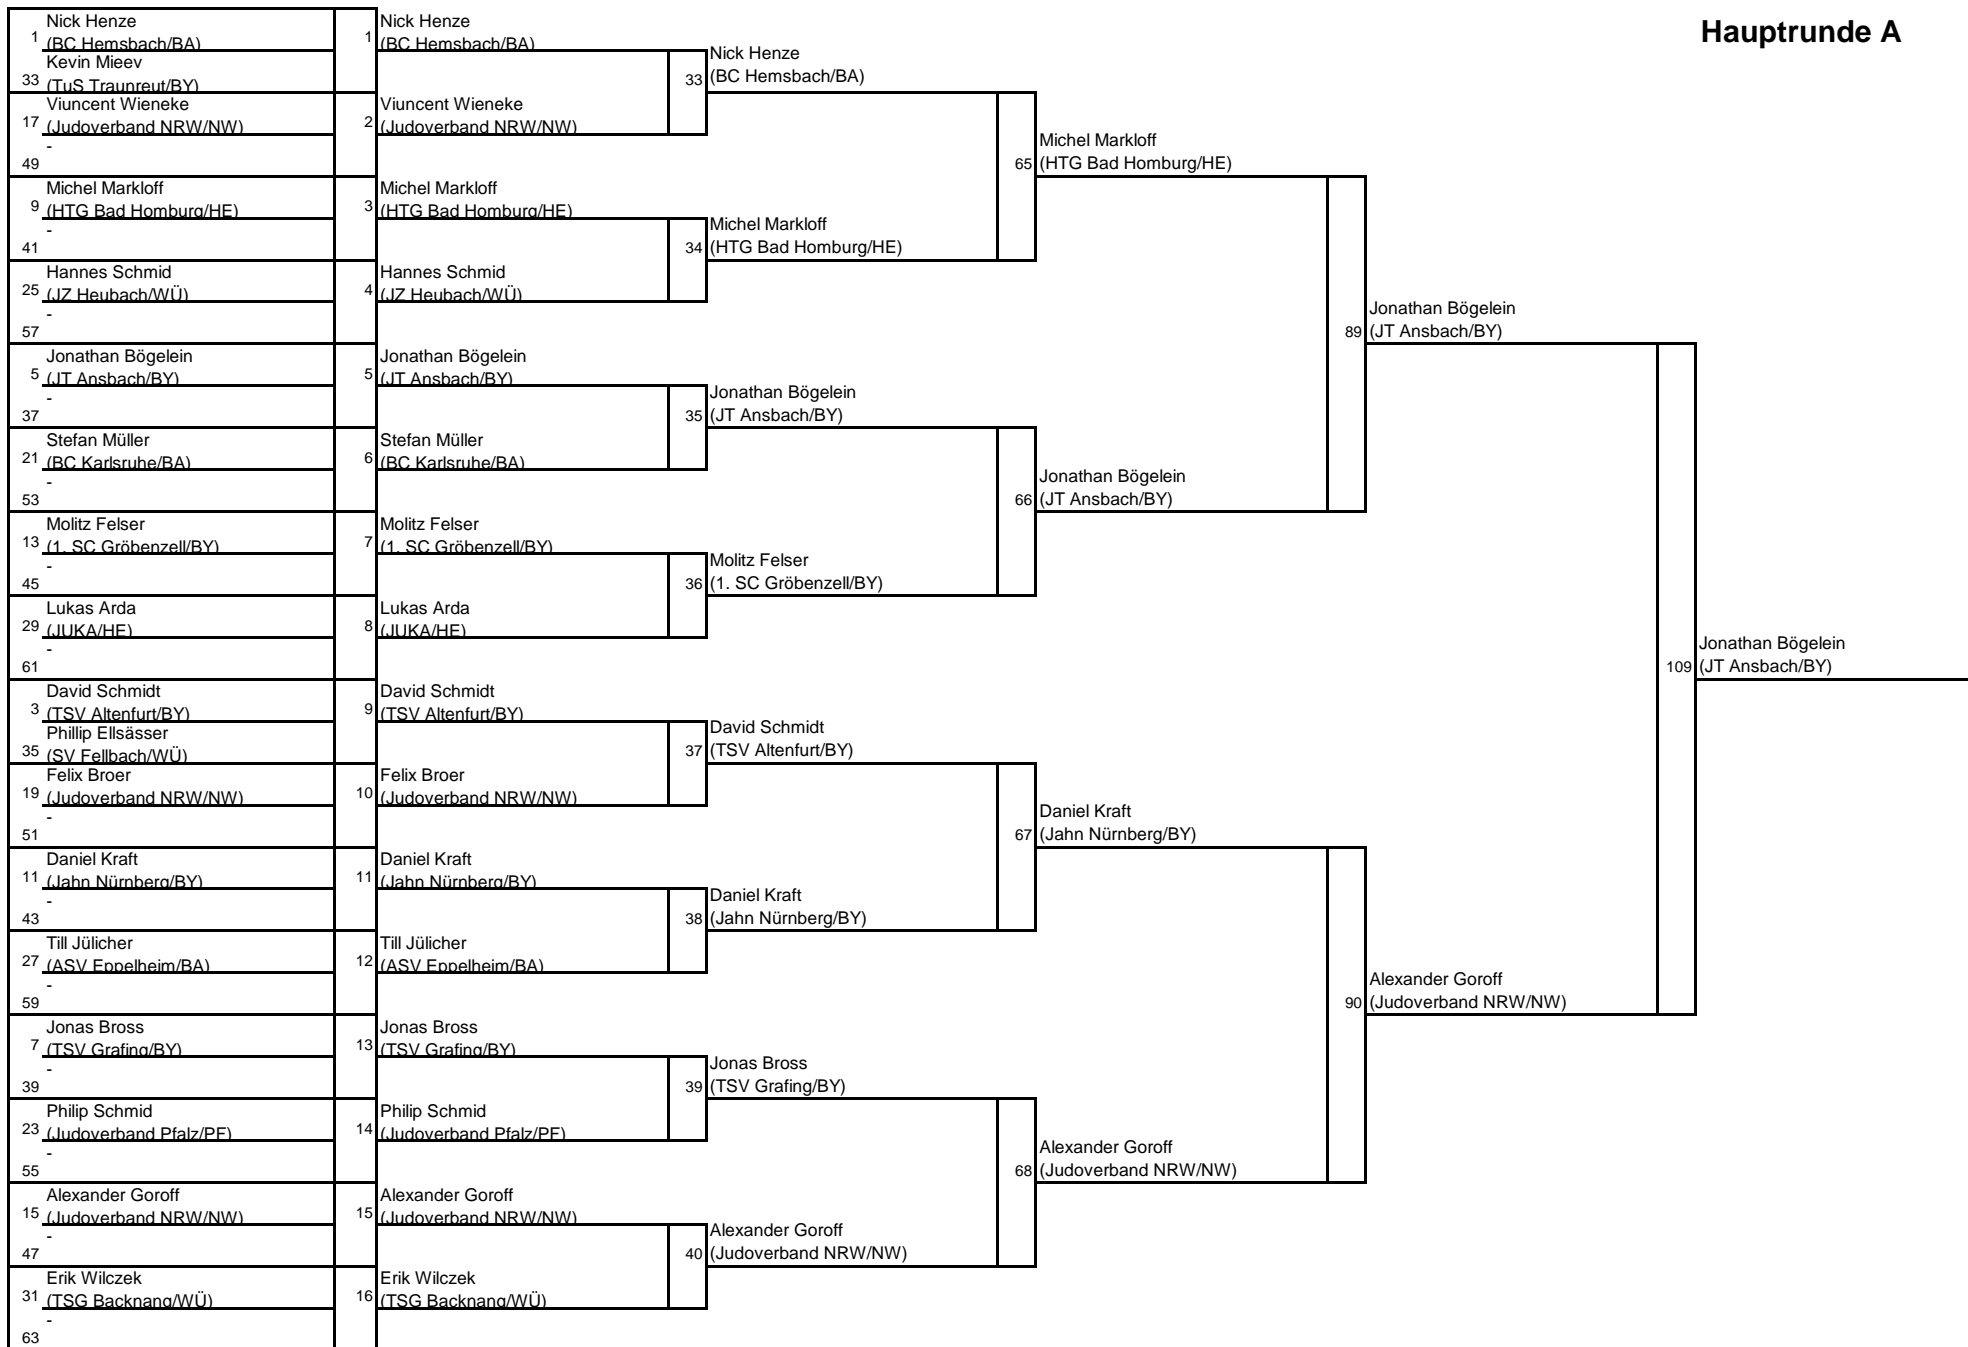 Hauptrunde A
Nick Henze
1 (BC Hemsbach/BA)
Kevin Mieev
33 (TuS Traunreut/BY)
Viuncent Wieneke
17 (Judoverband NRW/NW)
-
49
Michel Markloff
9 (HTG Bad Homburg/HE)
-
41
Hannes Schmid
25 (JZ Heubach/WÜ)
-
57
Jonathan Bögelein
5 (JT Ansbach/BY)
-
37
Stefan Müller
21 (BC Karlsruhe/BA)
-
53
Molitz Felser
13 (1. SC Gröbenzell/BY)
-
45
Lukas Arda
29 (JUKA/HE)
-
61
David Schmidt
3 (TSV Altenfurt/BY)
Phillip Ellsässer
35 (SV Fellbach/WÜ)
Felix Broer
19 (Judoverband NRW/NW)
-
51
Daniel Kraft
11 (Jahn Nürnberg/BY)
-
43
Till Jülicher
27 (ASV Eppelheim/BA)
-
59
Jonas Bross
7 (TSV Grafing/BY)
-
39
Philip Schmid
23 (Judoverband Pfalz/PF)
-
55
Alexander Goroff
15 (Judoverband NRW/NW)
-
47
Erik Wilczek
31 (TSG Backnang/WÜ)
-
63
Nick Henze
1 (BC Hemsbach/BA)
Viuncent Wieneke
2 (Judoverband NRW/NW)
Michel Markloff
3 (HTG Bad Homburg/HE)
Hannes Schmid
4 (JZ Heubach/WÜ)
Jonathan Bögelein
5 (JT Ansbach/BY)
Stefan Müller
6 (BC Karlsruhe/BA)
Molitz Felser
7 (1. SC Gröbenzell/BY)
Lukas Arda
8 (JUKA/HE)
David Schmidt
9 (TSV Altenfurt/BY)
Felix Broer
10 (Judoverband NRW/NW)
Daniel Kraft
11 (Jahn Nürnberg/BY)
Till Jülicher
12 (ASV Eppelheim/BA)
Jonas Bross
13 (TSV Grafing/BY)
Philip Schmid
14 (Judoverband Pfalz/PF)
Alexander Goroff
15 (Judoverband NRW/NW)
Erik Wilczek
16 (TSG Backnang/WÜ)
Nick Henze
33 (BC Hemsbach/BA)
Michel Markloff
34 (HTG Bad Homburg/HE)
Jonathan Bögelein
35 (JT Ansbach/BY)
Molitz Felser
36 (1. SC Gröbenzell/BY)
David Schmidt
37 (TSV Altenfurt/BY)
Daniel Kraft
38 (Jahn Nürnberg/BY)
Jonas Bross
39 (TSV Grafing/BY)
Alexander Goroff
40 (Judoverband NRW/NW)
Michel Markloff
65 (HTG Bad Homburg/HE)
Jonathan Bögelein
66 (JT Ansbach/BY)
Daniel Kraft
67 (Jahn Nürnberg/BY)
Alexander Goroff
68 (Judoverband NRW/NW)
Jonathan Bögelein
89 (JT Ansbach/BY)
Alexander Goroff
90 (Judoverband NRW/NW)
Jonathan Bögelein
109 (JT Ansbach/BY)